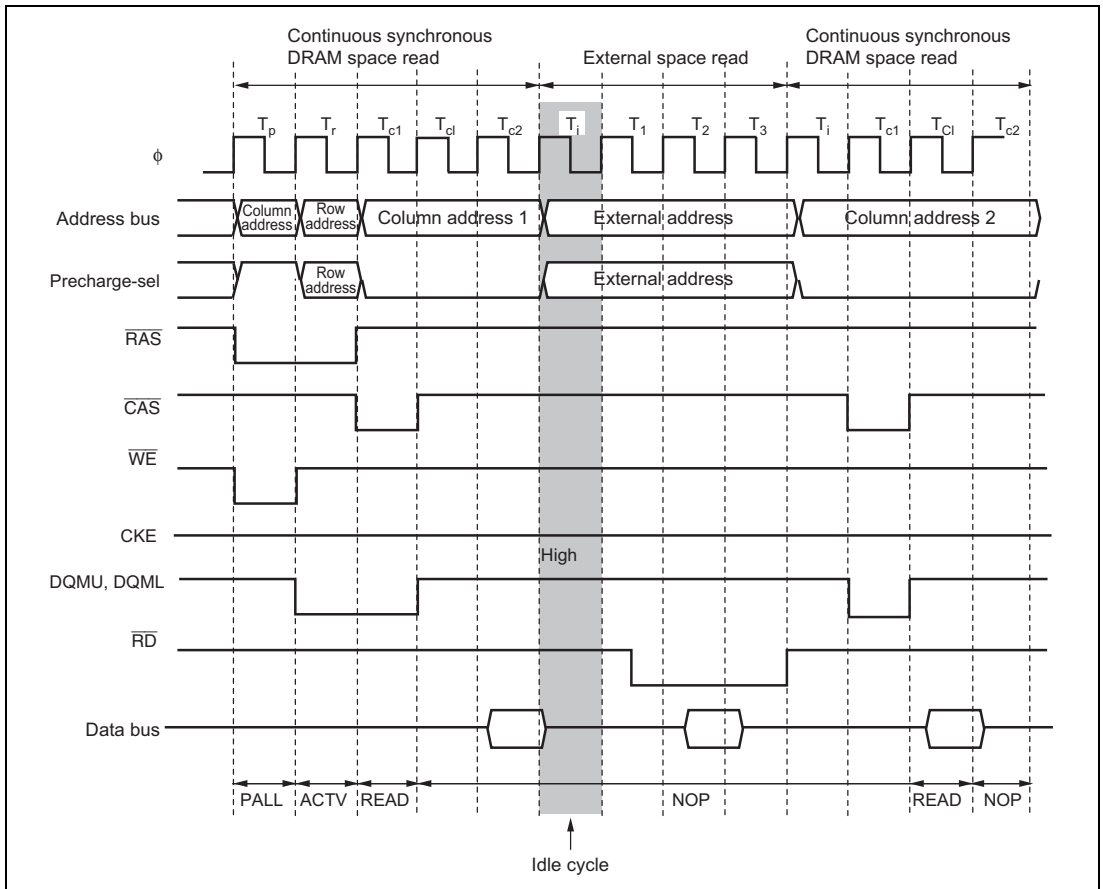 Continuous synchronous
DRAM space read
External space read
Continuous synchronous
DRAM space read
Tp Tr Tc1 Tcl Tc2 Ti T1 T2 T3 Ti Tc1 TCl Tc2
ϕ
Address bus
Column
address
Row
address
Column address 1
External address
Column address 2
Precharge-sel
Row
address
External address
RAS
CAS
WE
CKE
High
DQMU, DQML
RD
Data bus
PALL ACTV READ NOP READ NOP
Idle cycle